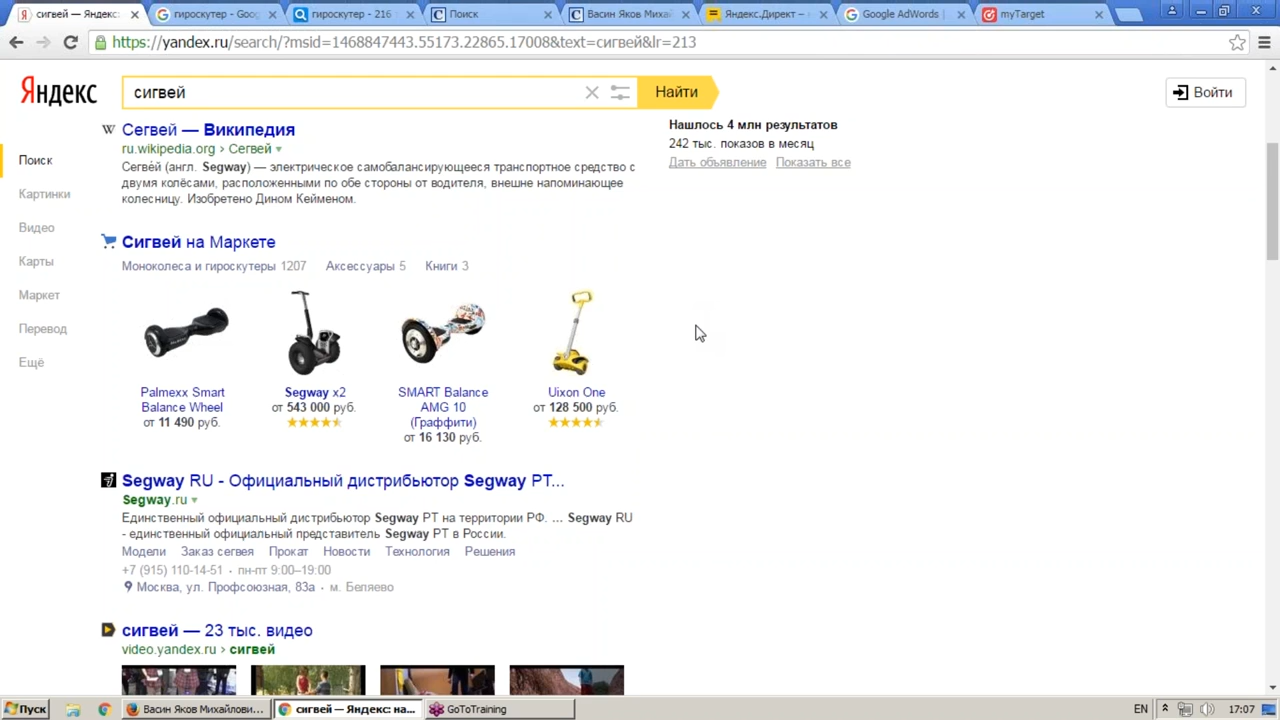 сигвей — Яндекс:
гироскутер - Goog
гироскутер - 216
Поиск
Васин Яков Михай
Яндекс.Директ –
Google AdWords |
myTarget
https://yandex.ru/search/?msid=1468847443.55173.22865.17008&text=сигвей&lr=213
Яндекс
сигвей
Найти
Войти
Поиск
Картинки
Видео
Карты
Маркет
Перевод
Ещё
Сегвей — Википедия
ru.wikipedia.org › Сегвей
Сегве́й (англ. Segway) — электрическое самобалансирующееся транспортное средство с
двумя колёсами, расположенными по обе стороны от водителя, внешне напоминающее
колесницу. Изобретено Дином Кейменом.
Нашлось 4 млн результатов
242 тыс. показов в месяц
Дать объявление Показать все
Сигвей на Маркете
Моноколеса и гироскутеры 1207 Аксессуары 5 Книги 3
Palmexx Smart
Balance Wheel
от 11 490 руб.
Segway x2
от 543 000 руб.
SMART Balance
AMG 10
(Граффити)
от 16 130 руб.
Uixon One
от 128 500 руб.
Segway RU - Официальный дистрибьютор Segway PT...
Segway.ru
Единственный официальный дистрибьютор Segway PT на территории РФ. ... Segway RU
- единственный официальный представитель Segway PT в России.
Модели Заказ сегвея Прокат Новости Технология Решения
+7 (915) 110-14-51 · пн-пт 9:00–19:00
Москва, ул. Профсоюзная, 83а · м. Беляево
сигвей — 23 тыс. видео
video.yandex.ru › сигвей
Пуск
Васин Яков Михайлови...
сигвей — Яндекс: на...
GoToTraining
EN
17:07